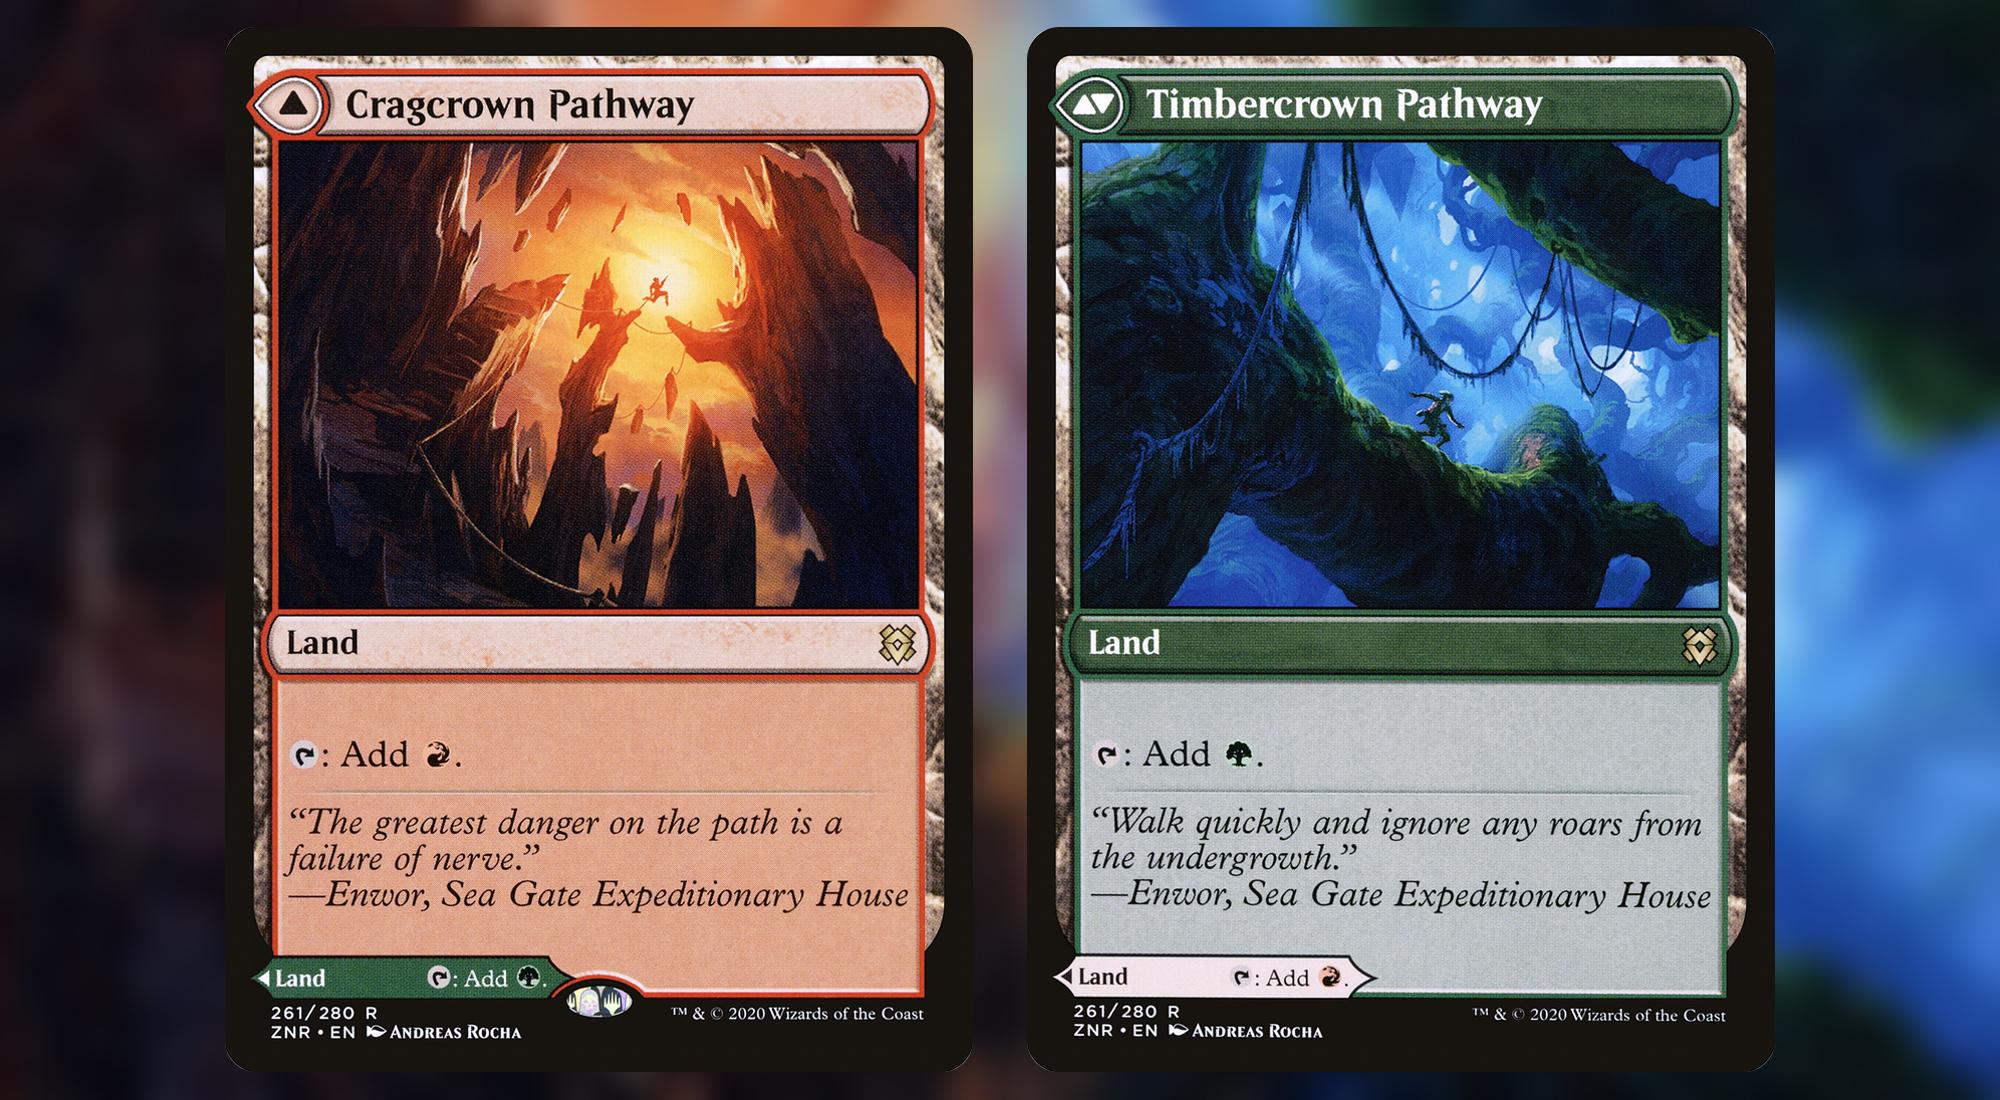 Cragcrown Pathway
Land
: Add .
“The greatest danger on the path is a
failure of nerve.”
—Enwor, Sea Gate Expeditionary House
Land : Add .
261/280 R
ZNR • EN ANDREAS ROCHA
™ & © 2020 Wizards of the Coast
Timbercrown Pathway
Land
: Add .
“Walk quickly and ignore any roars from
the undergrowth.”
—Enwor, Sea Gate Expeditionary House
Land : Add .
261/280 R
ZNR • EN ANDREAS ROCHA
™ & © 2020 Wizards of the Coast